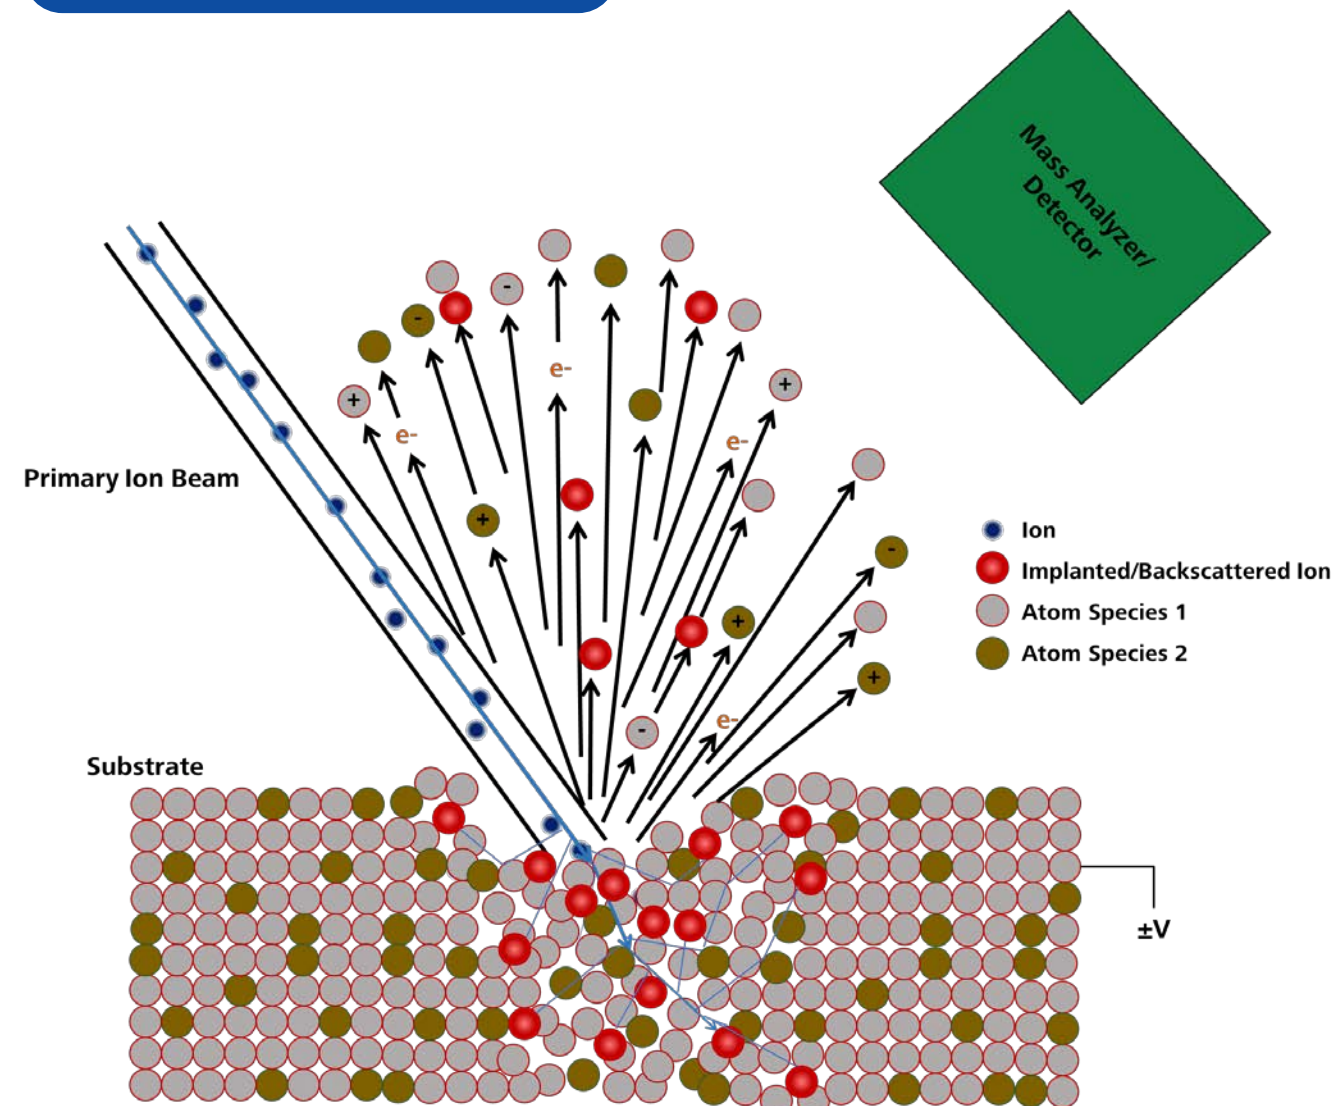 Mass Analyzer/
Detector
-
-
e-
+
+
e-
e-
Primary Ion Beam
+
-
Ion
Implanted/Backscattered Ion
Atom Species 1
Atom Species 2
+
+
e-
-
Substrate
±V